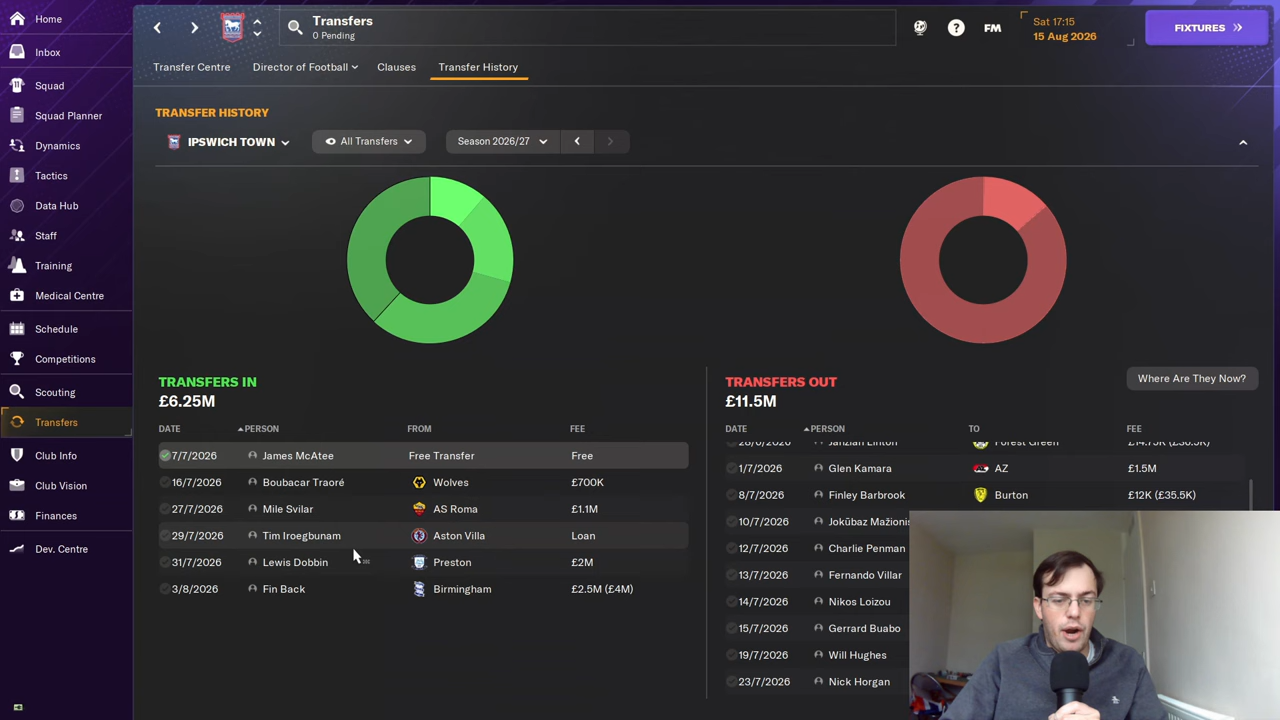 Home
Inbox
Squad
Squad Planner
Dynamics
Tactics
Data Hub
Staff
Training
Medical Centre
Schedule
Competitions
Scouting
Transfers
Club Info
Club Vision
Finances
Dev. Centre
Transfers
0 Pending
?
FM
Sat 17:15
15 Aug 2026
FIXTURES
Transfer Centre Director of Football Clauses Transfer History
TRANSFER HISTORY
IPSWICH TOWN All Transfers Season 2026/27
TRANSFERS IN
£6.25M
DATE PERSON FROM FEE
7/7/2026 James McAtee Free Transfer Free
16/7/2026 Boubacar Traoré Wolves £700K
27/7/2026 Mile Svilar AS Roma £1.1M
29/7/2026 Tim Iroegbunam Aston Villa Loan
31/7/2026 Lewis Dobbin Preston £2M
3/8/2026 Fin Back Birmingham £2.5M (£4M)
TRANSFERS OUT
£11.5M
Where Are They Now?
DATE PERSON TO FEE
Forest Green
1/7/2026 Glen Kamara AZ £1.5M
8/7/2026 Finley Barbrook Burton £12K (£35.5K)
10/7/2026 Jokūbaz Mažionis
12/7/2026 Charlie Penman
13/7/2026 Fernando Villar
14/7/2026 Nikos Loizou
15/7/2026 Gerrard Buabo
19/7/2026 Will Hughes
23/7/2026 Nick Horgan